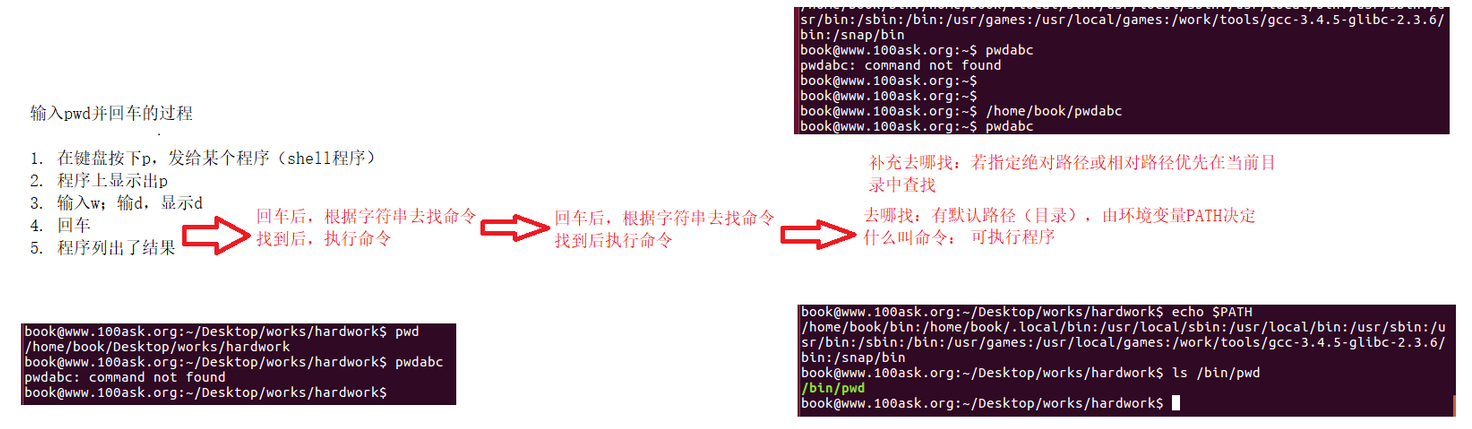 输入pwd并回车的过程
1. 在键盘按下p，发给某个程序（shell程序）
2. 程序上显示出p
3. 输入w；输d，显示d
4. 回车
5. 程序列出了结果
回车后，根据字符串去找命令
找到后，执行命令
回车后，根据字符串去找命令
找到后执行命令
sr/bin:/sbin:/bin:/usr/games:/usr/local/games:/work/tools/gcc-3.4.5-glibc-2.3.6/
bin:/snap/bin
book@www.100ask.org:~$ pwdabc
pwdabc: command not found
book@www.100ask.org:~$
book@www.100ask.org:~$
book@www.100ask.org:~$ /home/book/pwdabc
book@www.100ask.org:~$ pwdabc
补充去哪找：若指定绝对路径或相对路径优先在当前目
录中查找
去哪找：有默认路径（目录），由环境变量PATH决定
什么叫命令： 可执行程序
book@www.100ask.org:~/Desktop/works/hardwork$ pwd
/home/book/Desktop/works/hardwork
book@www.100ask.org:~/Desktop/works/hardwork$ pwdabc
pwdabc: command not found
book@www.100ask.org:~/Desktop/works/hardwork$
book@www.100ask.org:~/Desktop/works/hardwork$ echo $PATH
/home/book/bin:/home/book/.local/bin:/usr/local/sbin:/usr/local/bin:/usr/sbin:/u
sr/bin:/sbin:/bin:/usr/games:/usr/local/games:/work/tools/gcc-3.4.5-glibc-2.3.6/
bin:/snap/bin
book@www.100ask.org:~/Desktop/works/hardwork$ ls /bin/pwd
/bin/pwd
book@www.100ask.org:~/Desktop/works/hardwork$